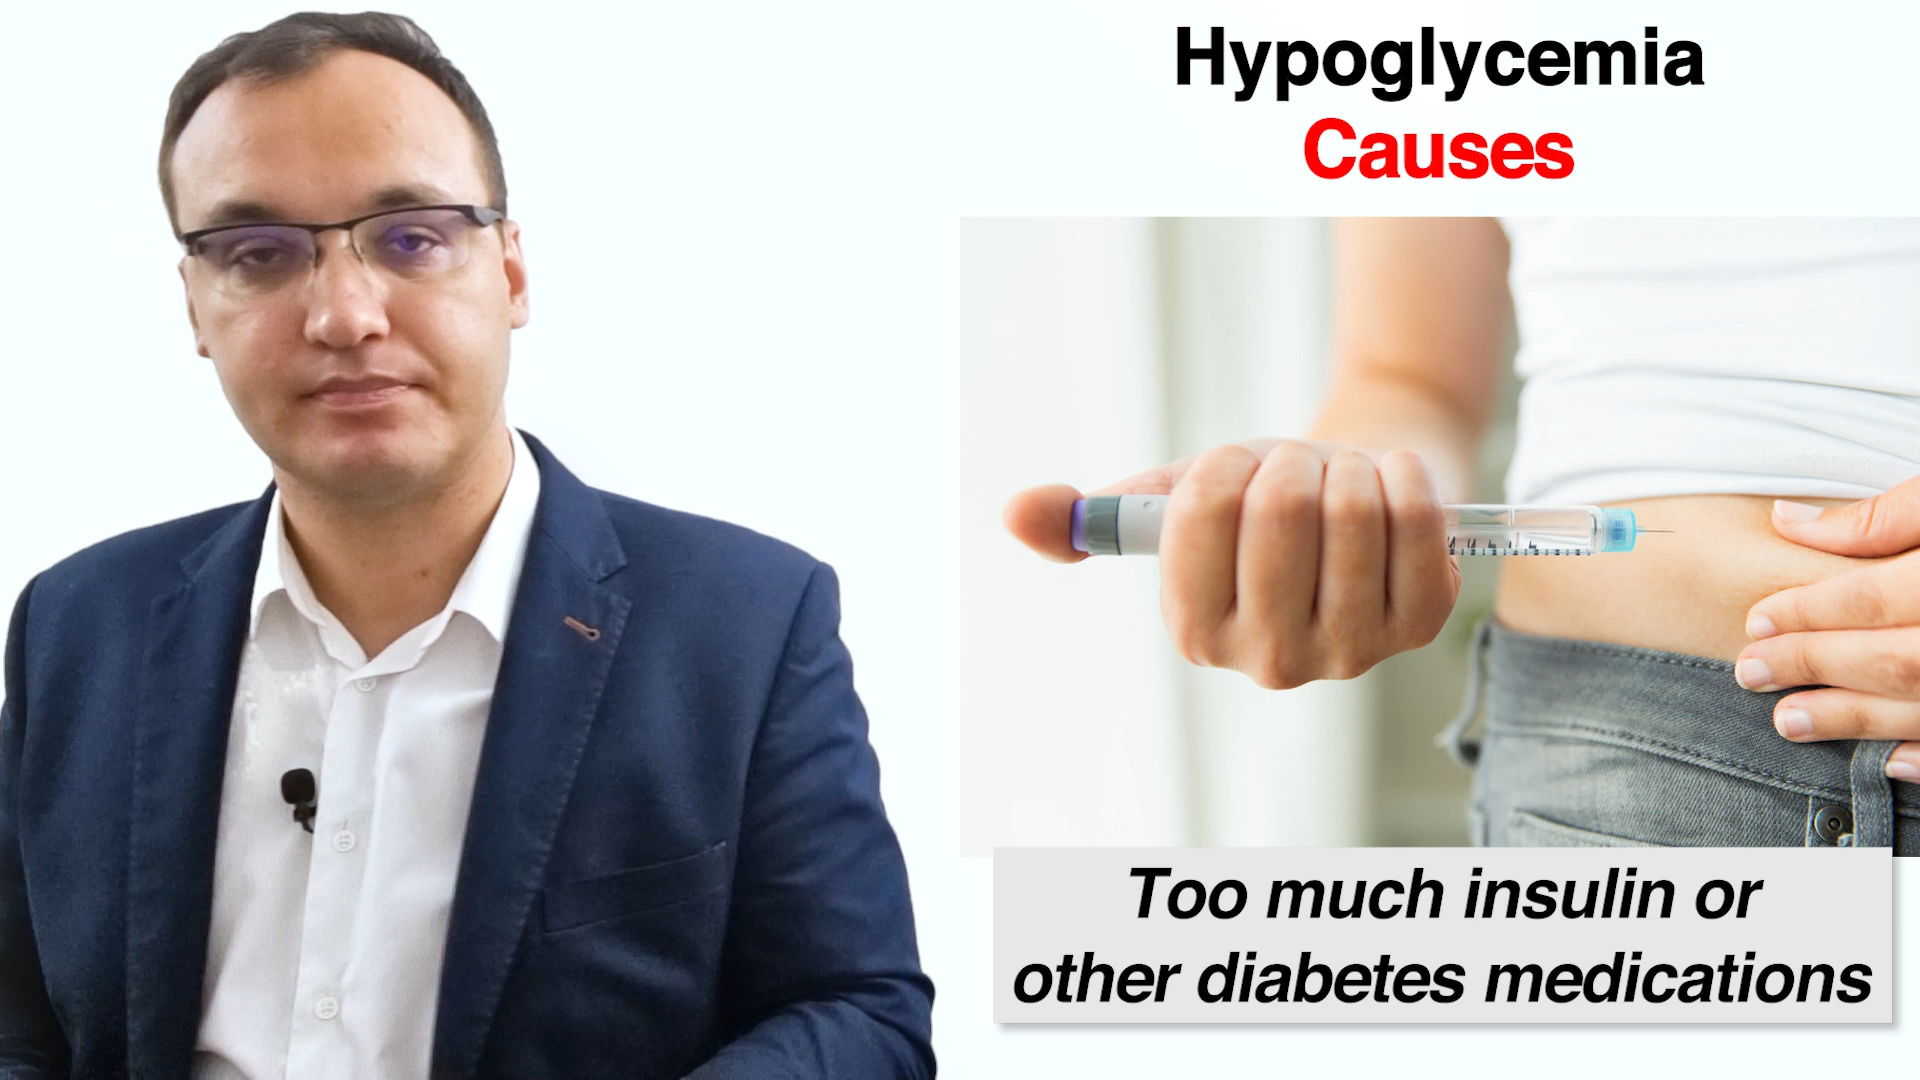 Hypoglycemia
Causes
Too much insulin or
other diabetes medications